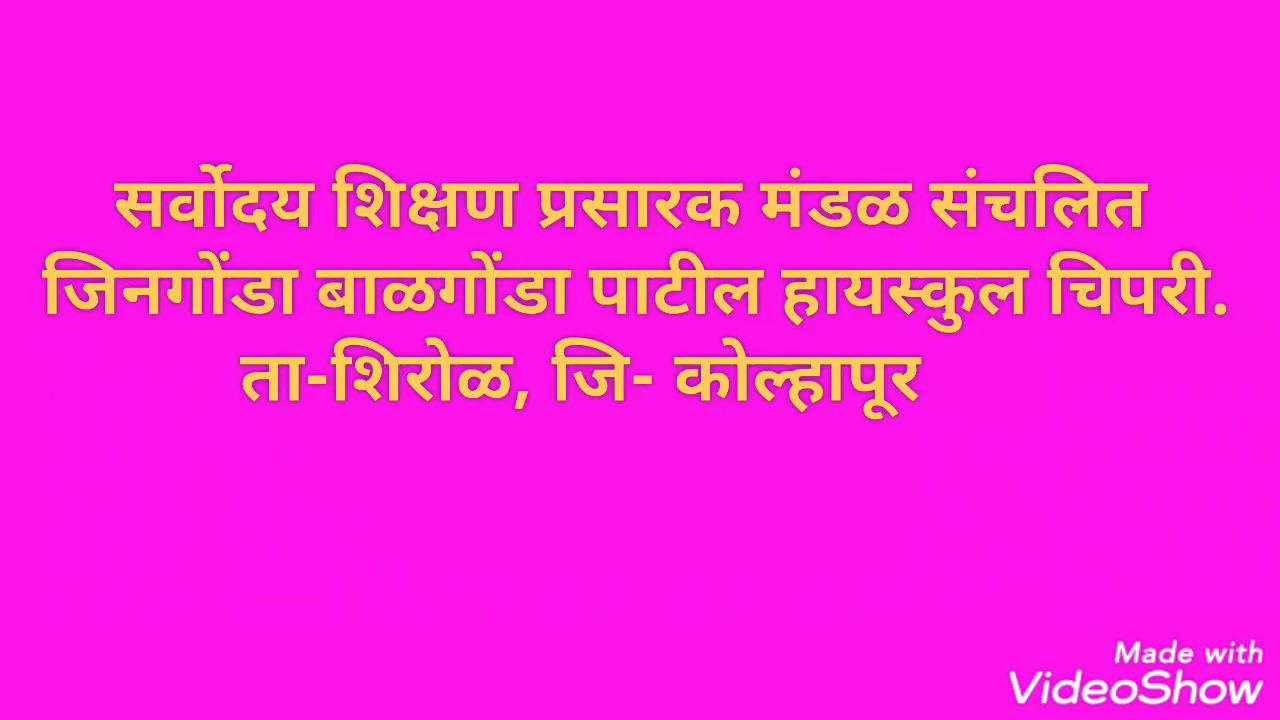 सर्वोदय शिक्षण प्रसारक मंडळ संचलित
जिनगोंडा बाळगोंडा पाटील हायस्कुल चिपरी.
ता-शिरोळ, जि- कोल्हापूर
Made with
VideoShow